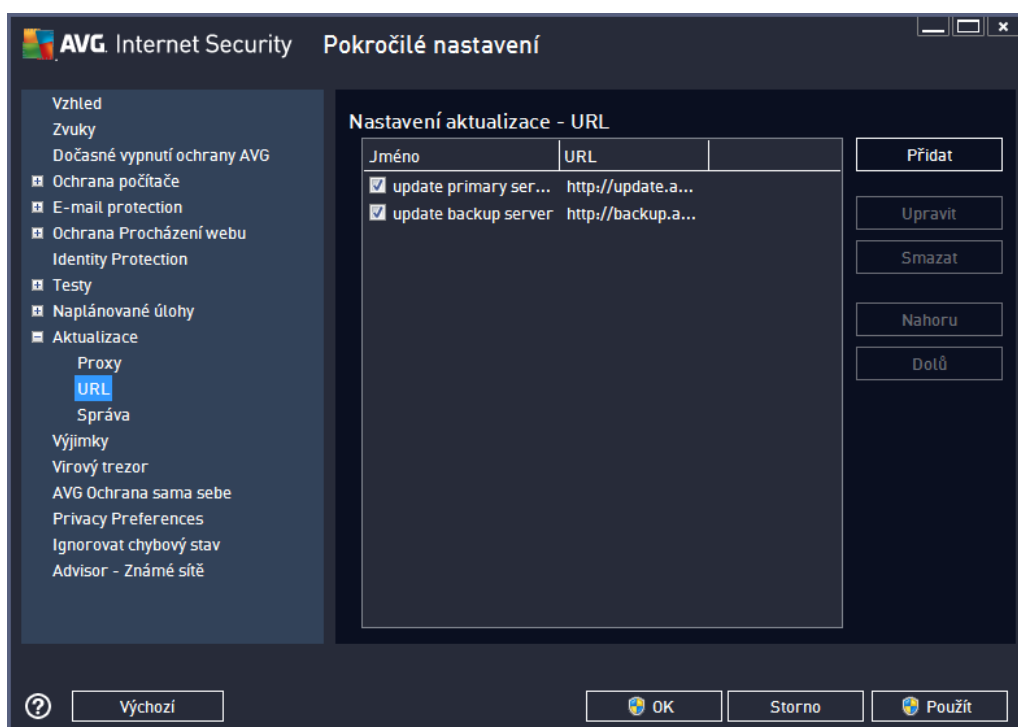 AVG. Internet Security Pokročilé nastavení
Vzhled
Zvuky
Dočasné vypnutí ochrany AVG
Ochrana počítače
E-mail protection
Ochrana Procházení webu
Identity Protection
Testy
Naplánované úlohy
Aktualizace
Proxy
URL
Správa
Výjimky
Virový trezor
AVG Ochrana sama sebe
Privacy Preferences
Ignorovat chybový stav
Advisor - Známé sítě
Nastavení aktualizace - URL
Jméno URL
update primary ser... http://update.a...
update backup server http://backup.a...
Přidat
Upravit
Smazat
Nahoru
Dolů
? Výchozí OK Storno Použít